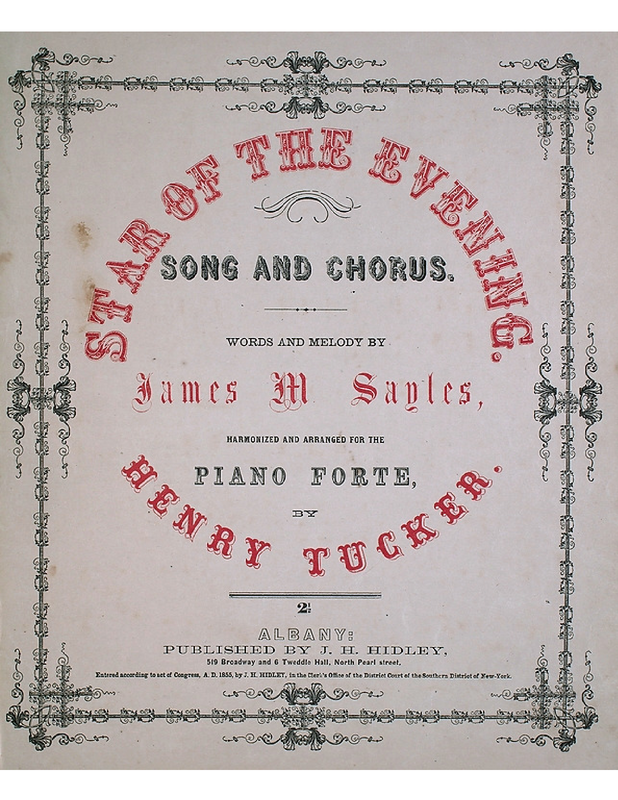 STAR OF THE EVENING.
SONG AND CHORUS.
WORDS AND MELODY BY
James M Sayles,
HARMONIZED AND ARRANGED FOR THE
PIANO FORTE,
BY
HENRY TUCKER.
2½
ALBANY:
PUBLISHED BY J. H. HIDLEY,
519 Broadway and 6 Tweddle Hall, North Pearl street.
Entered according to act of Congress, A. D. 1855, by J. H. HIDLEY, in the Clerk's Office of the District Court of the Southern District of New-York.